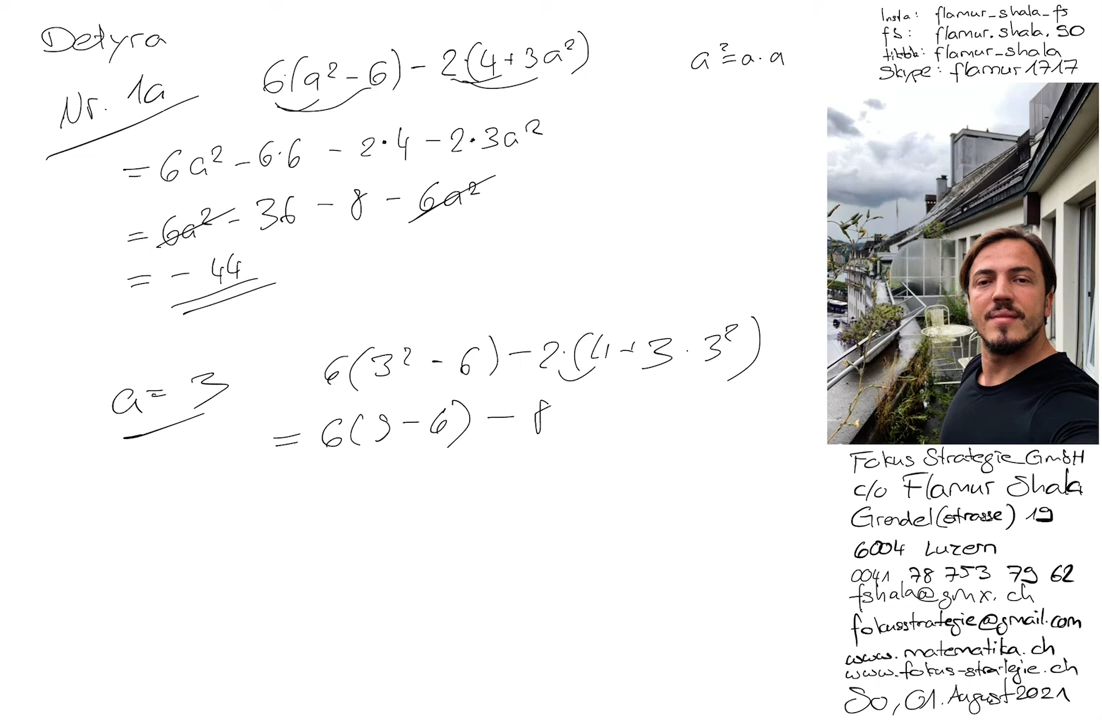 Detyra
Nr. 1a
6·(a²-6) - 2·(4+3a²)
a² = a·a
= 6a² - 6·6 - 2·4 - 2·3a²
= 6a² - 36 - 8 - 6a²
= - 44
a = 3
6(3² - 6) - 2·(4+3·3²)
= 6(9-6) - 8
Insta: flamur_shala_fs
fb: flamur.shala.90
tiktok: flamur_shala
Skype: flamur1717
Fokus Strategie GmbH
c/o Flamur Shala
Grendel(strasse) 19
6004 Luzern
0041 78 753 79 62
fshala@gmx.ch
fokusstrategie@gmail.com
www.matematika.ch
www.fokus-strategie.ch
So, 01. August 2021